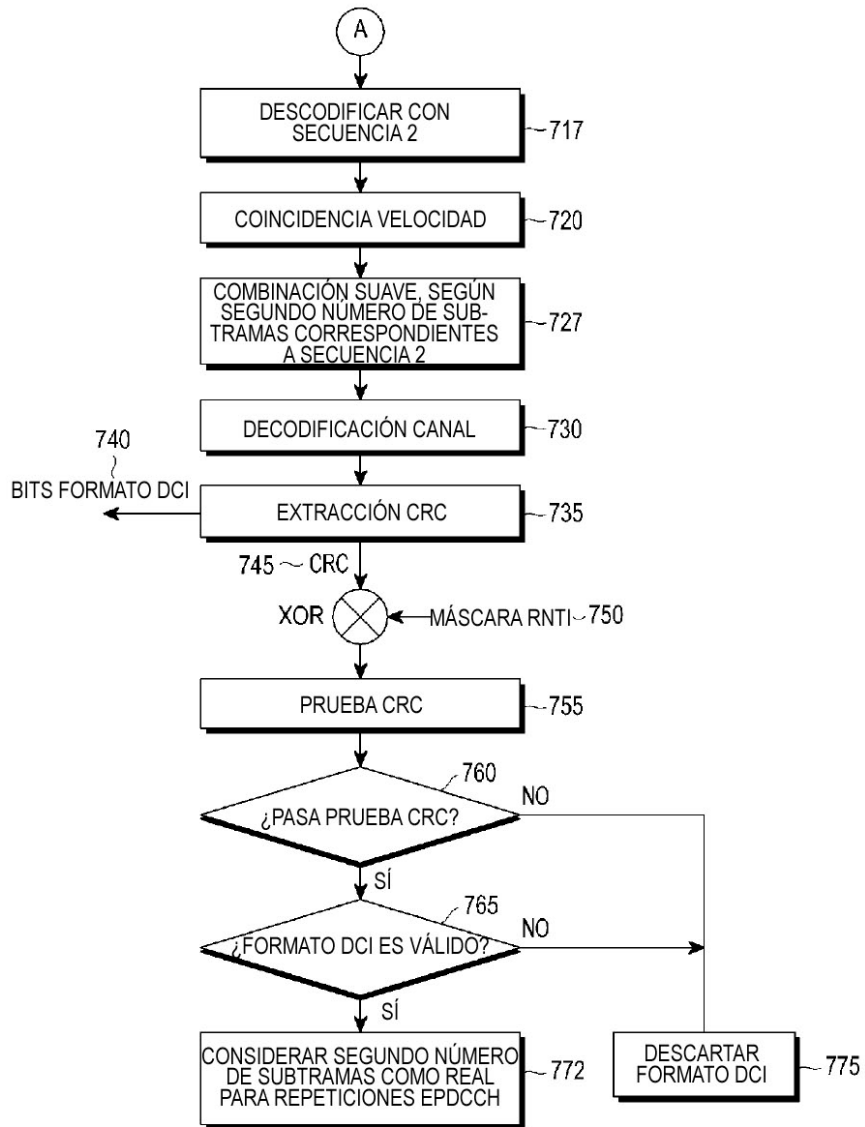 A
DESCODIFICAR CON
SECUENCIA 2
717
COINCIDENCIA VELOCIDAD
720
COMBINACIÓN SUAVE, SEGÚN
SEGUNDO NÚMERO DE SUB-
TRAMAS CORRESPONDIENTES
A SECUENCIA 2
727
DECODIFICACIÓN CANAL
730
740
BITS FORMATO DCI
EXTRACCIÓN CRC
735
745
CRC
XOR
MÁSCARA RNTI
750
PRUEBA CRC
755
760
¿PASA PRUEBA CRC?
NO
SÍ
765
¿FORMATO DCI ES VÁLIDO?
NO
SÍ
CONSIDERAR SEGUNDO NÚMERO
DE SUBTRAMAS COMO REAL
PARA REPETICIONES EPDCCH
772
DESCARTAR
FORMATO DCI
775